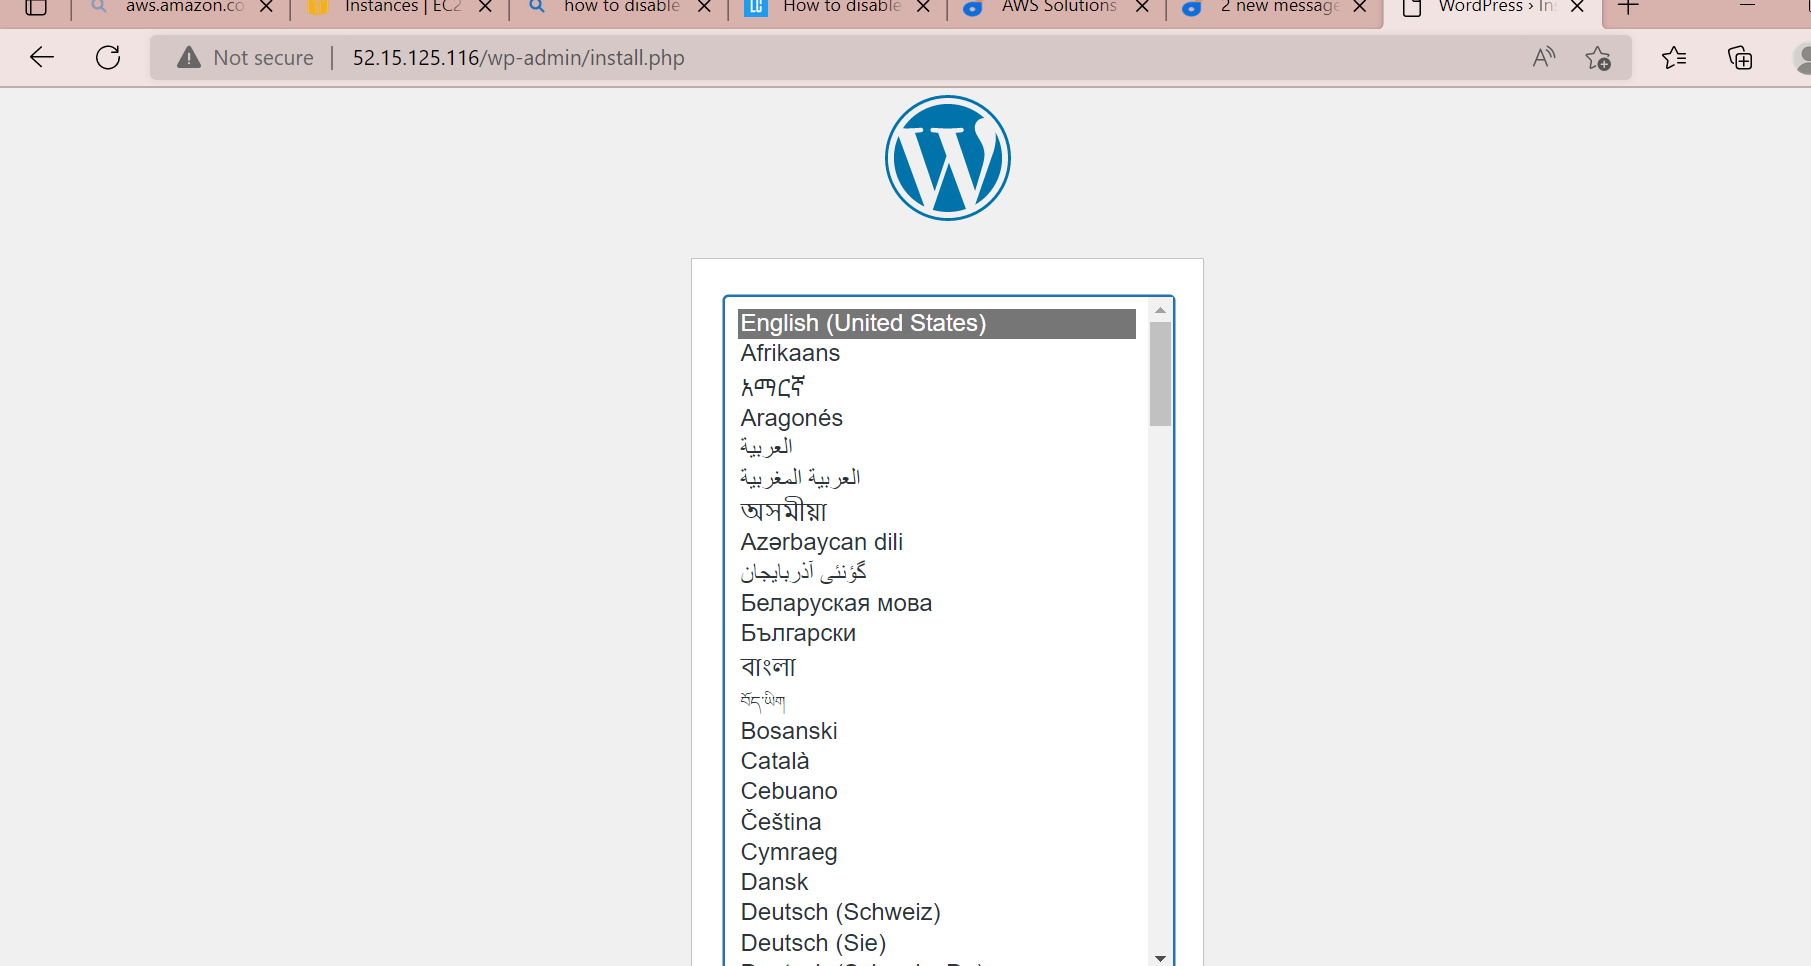 aws.amazon.co
Instances | EC2
how to disable
How to disable
AWS Solutions
2 new message
WordPress › Ins
Not secure
52.15.125.116/wp-admin/install.php
English (United States)
Afrikaans
አማርኛ
Aragonés
العربية
العربية المغربية
অসমীয়া
Azərbaycan dili
گؤنئی آذربایجان
Беларуская мова
Български
বাংলা
བོད་ཡིག
Bosanski
Català
Cebuano
Čeština
Cymraeg
Dansk
Deutsch (Schweiz)
Deutsch (Sie)